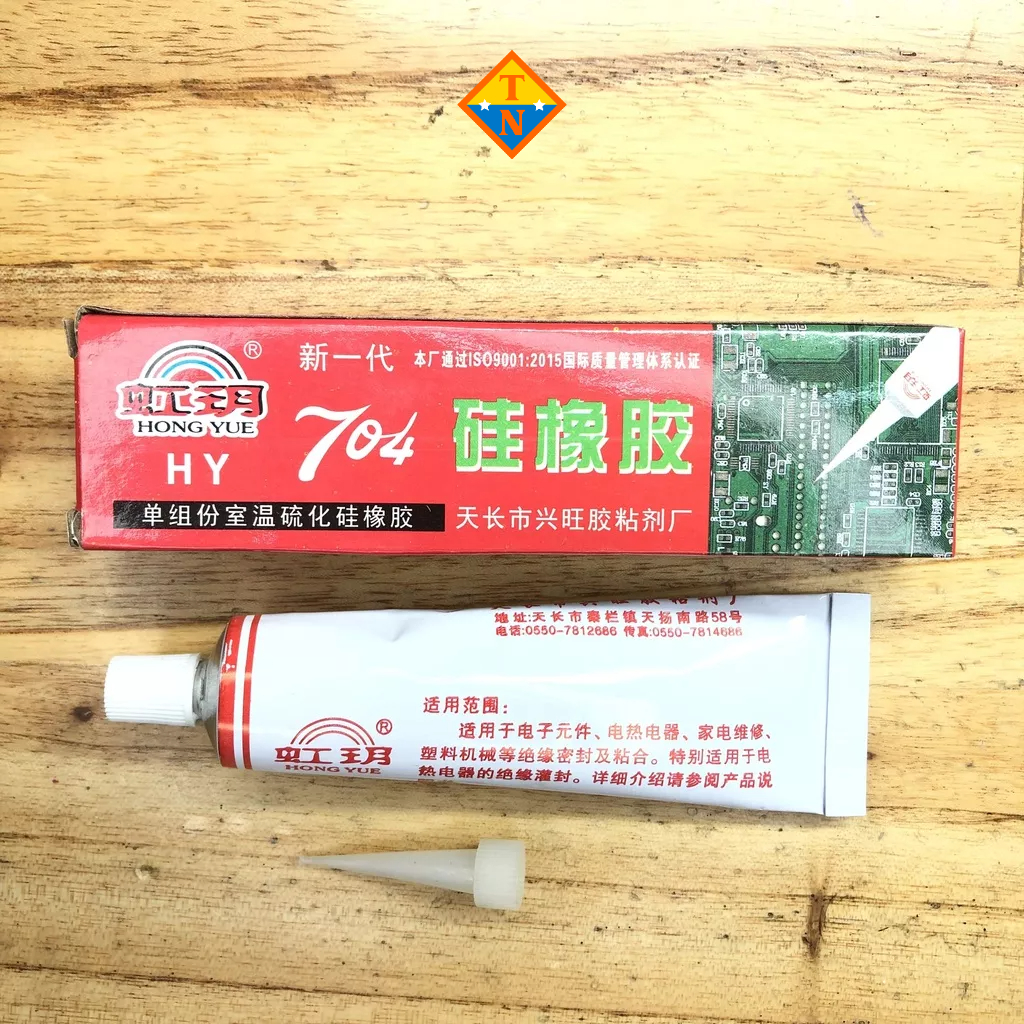 T
N
虹玥
®
HONG YUE
HY
新一代
本厂通过ISO9001:2015国际质量管理体系认证
704 硅橡胶
单组份室温硫化硅橡胶
天长市兴旺胶粘剂厂
虹玥
地址:天长市秦栏镇天扬南路58号
电话:0550-7812686 传真:0550-7814686
适用范围:
适用于电子元件、电热电器、家电维修、
塑料机械等绝缘密封及粘合。特别适用于电
热电器的绝缘灌封。详细介绍请参阅产品说
虹玥
®
HONG YUE